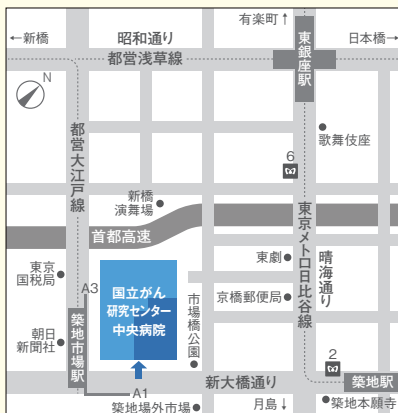 有楽町↑
←新橋
昭和通り
日本橋→
都営浅草線
東銀座駅
N
都営大江戸線
歌舞伎座
6
新橋
演舞場
首都高速
東京メトロ日比谷線
晴海通り
東京
国税局
A3
国立がん
研究センター
中央病院
東劇
京橋郵便局
市場橋公園
朝日
新聞社
築地市場駅
2
新大橋通り
築地駅
A1
築地場外市場
月島↓
築地本願寺